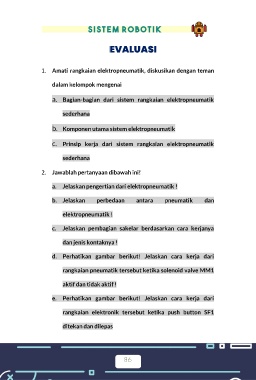 SISTEM ROBOTIK
EVALUASI
1. Amati rangkaian elektropneumatik, diskusikan dengan teman
dalam kelompok mengenai
a. Bagian-bagian dari sistem rangkaian elektropneumatik
sederhana
b. Komponen utama sistem elektropneumatik
c. Prinsip kerja dari sistem rangkaian elektropneumatik
sederhana
2. Jawablah pertanyaan dibawah ini?
a. Jelaskan pengertian dari elektropneumatik !
b. Jelaskan perbedaan antara pneumatik dan
elektropneumatik !
c. Jelaskan pembagian sakelar berdasarkan cara kerjanya
dan jenis kontaknya !
d. Perhatikan gambar berikut! Jelaskan cara kerja dari
rangkaian pneumatik tersebut ketika solenoid valve MM1
aktif dan tidak aktif !
e. Perhatikan gambar berikut! Jelaskan cara kerja dari
rangkaian elektronik tersebut ketika push button SF1
ditekan dan dilepas